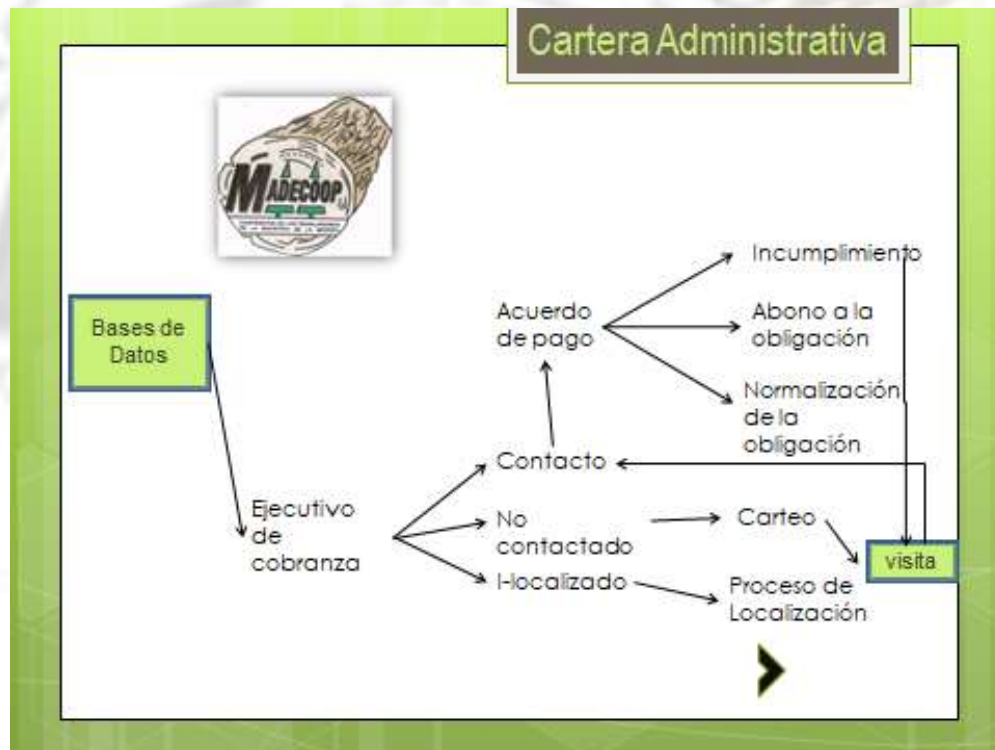 Cartera Administrativa
MADECOOP
Bases de
Datos
Ejecutivo
de
cobranza
Acuerdo
de pago
Contacto
No
contactado
I-localizado
Incumplimiento
Abono a la
obligación
Normalización
de la
obligación
Carteo
Proceso de
Localización
visita